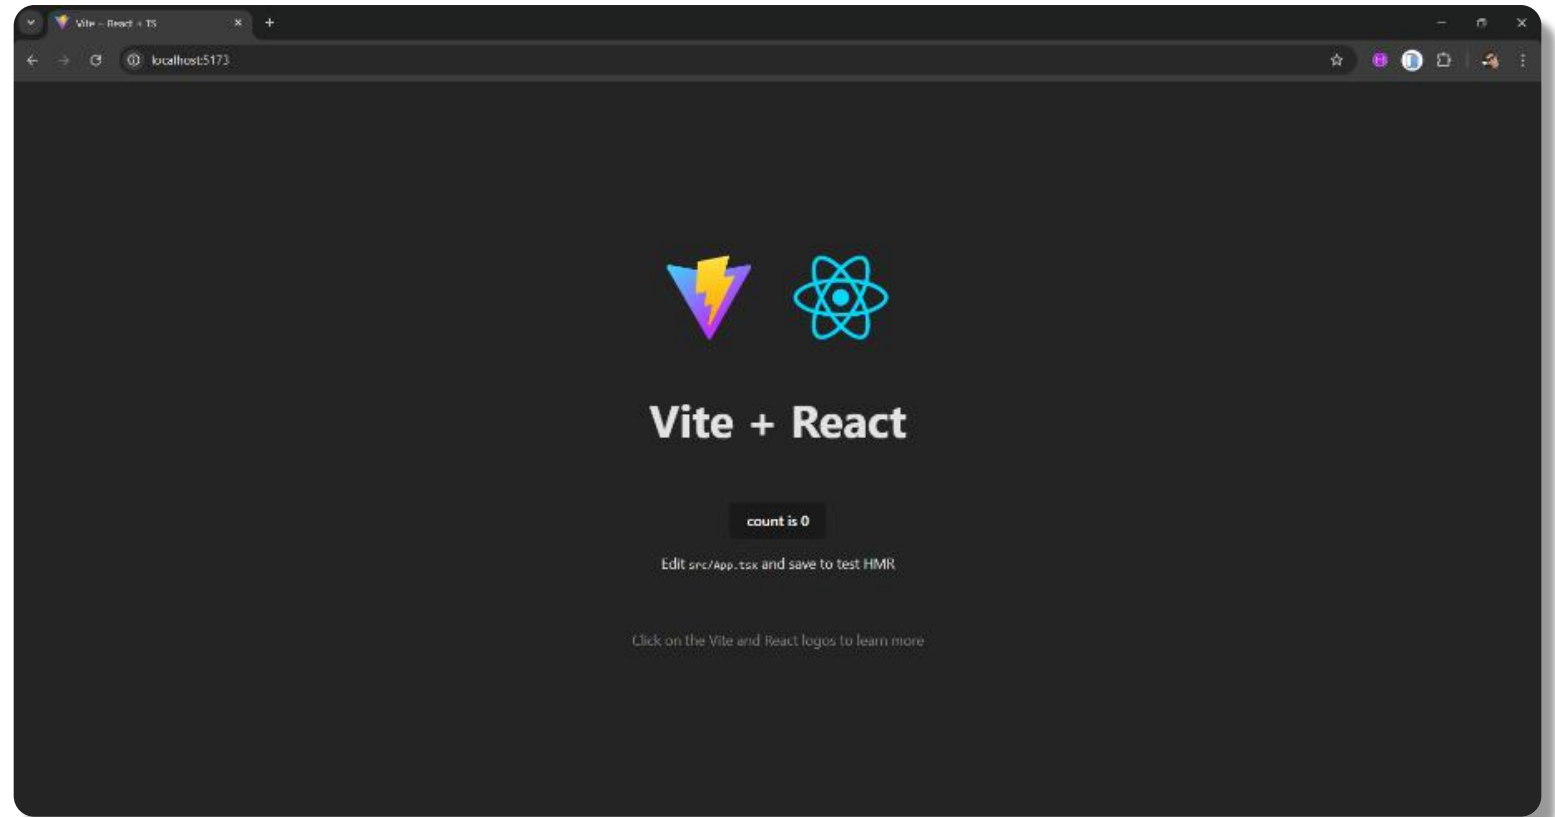 Vite + React + TS
localhost:5173
Vite + React
count is 0
Edit src/App.tsx and save to test HMR
Click on the Vite and React logos to learn more